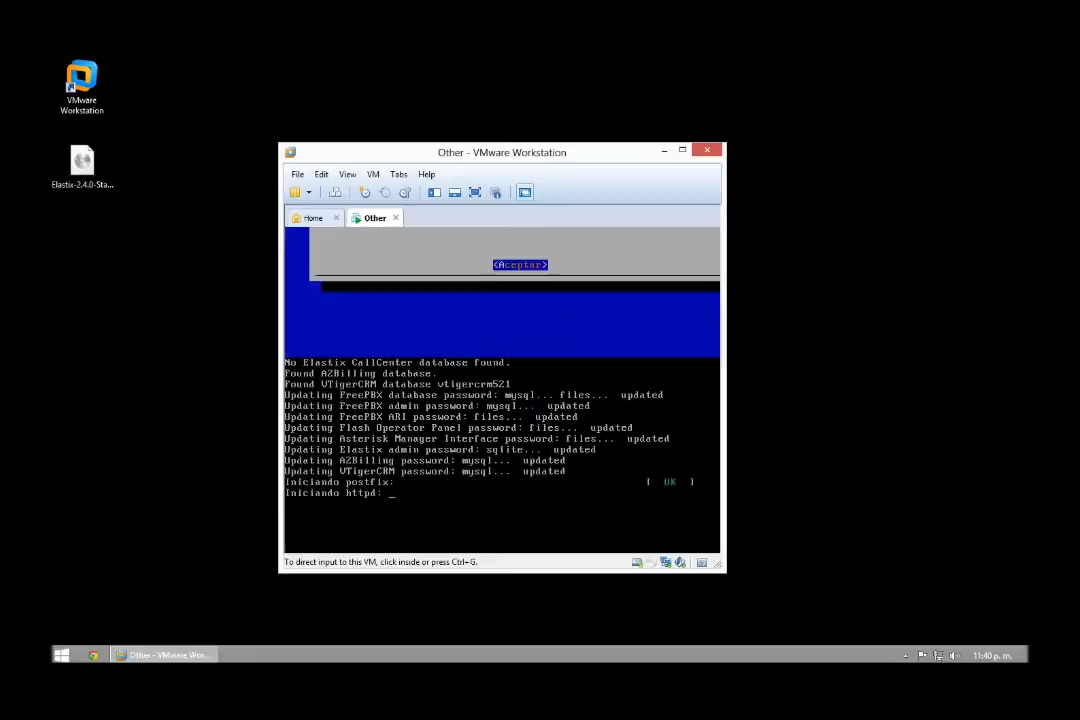 VMware
Workstation
Elastix-2.4.0-Sta...
Other - VMware Workstation
File Edit View VM Tabs Help
Home Other
<Aceptar>
No Elastix CallCenter database found.
Found A2Billing database.
Found VTigerCRM database vtigercrm521
Updating FreePBX database password: mysql... files... updated
Updating FreePBX admin password: mysql... updated
Updating FreePBX ARI password: files... updated
Updating Flash Operator Panel password: files... updated
Updating Asterisk Manager Interface password: files... updated
Updating Elastix admin password: sqlite... updated
Updating A2Billing password: mysql... updated
Updating VTigerCRM password: mysql... updated
Iniciando postfix: [ OK ]
Iniciando httpd: _
To direct input to this VM, click inside or press Ctrl+G.
Other - VMware Wor...
11:40 p. m.